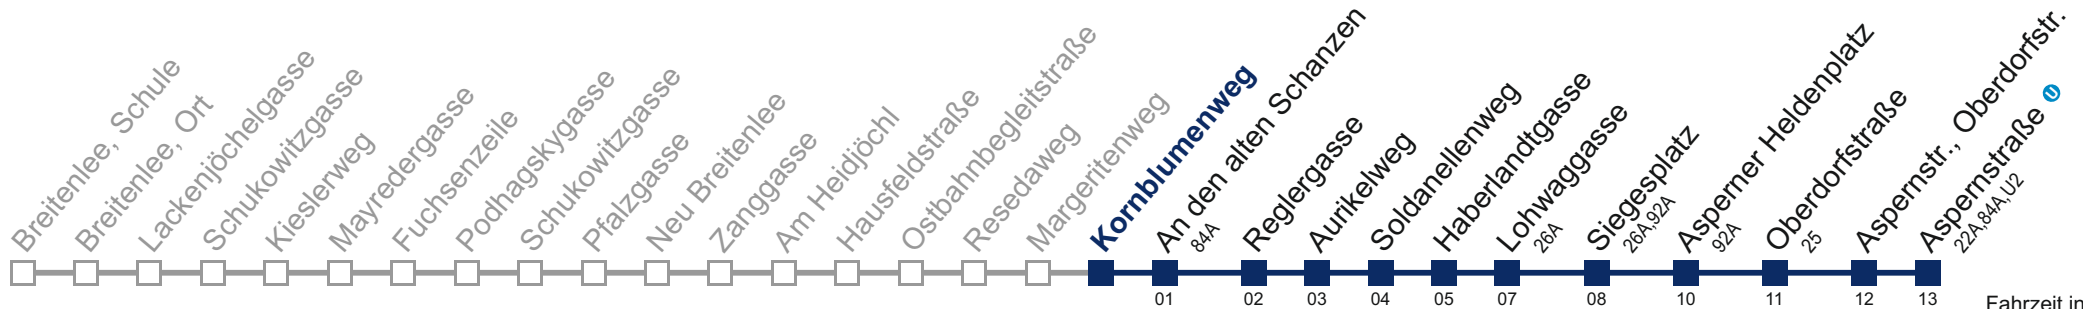 Breitenlee, Schule
Breitenlee, Ort
Lackenjöchelgasse
Schukowitzgasse
Kieslerweg
Mayredergasse
Fuchsenzeile
Podhagskygasse
Schukowitzgasse
Pfalzgasse
Neu Breitenlee
Zanggasse
Am Heidjöchl
Hausfeldstraße
Ostbahnbegleitstraße
Resedaweg
Margeritenweg
Kornblumenweg
An den alten Schanzen
84A
Reglergasse
Aurikelweg
Soldanellenweg
Haberlandtgasse
Lohwaggasse
26A
Siegesplatz
26A,92A
Asperner Heldenplatz
92A
Oberdorfstraße
25
Aspernstr., Oberdorfstr.
Aspernstraße U
22A,84A,U2
01 02 03 04 05 07 08 10 11 12 13
Fahrzeit in